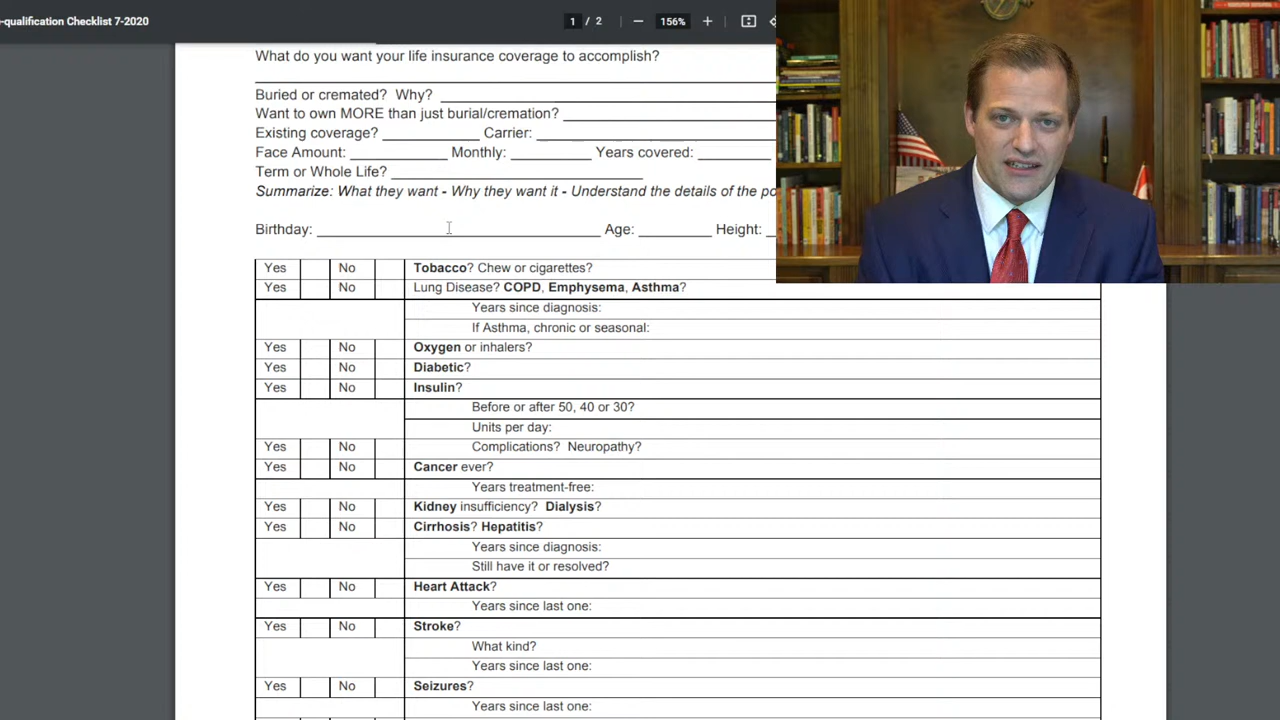 -qualification Checklist 7-2020
1 / 2
156%
What do you want your life insurance coverage to accomplish?
Buried or cremated? Why?
Want to own MORE than just burial/cremation?
Existing coverage? Carrier:
Face Amount: Monthly: Years covered:
Term or Whole Life?
Summarize: What they want - Why they want it - Understand the details of the po
Birthday: Age: Height:
Yes No Tobacco? Chew or cigarettes?
Yes No Lung Disease? COPD, Emphysema, Asthma?
Years since diagnosis:
If Asthma, chronic or seasonal:
Yes No Oxygen or inhalers?
Yes No Diabetic?
Yes No Insulin?
Before or after 50, 40 or 30?
Units per day:
Yes No Complications? Neuropathy?
Yes No Cancer ever?
Years treatment-free:
Yes No Kidney insufficiency? Dialysis?
Yes No Cirrhosis? Hepatitis?
Years since diagnosis:
Still have it or resolved?
Yes No Heart Attack?
Years since last one:
Yes No Stroke?
What kind?
Years since last one:
Yes No Seizures?
Years since last one: